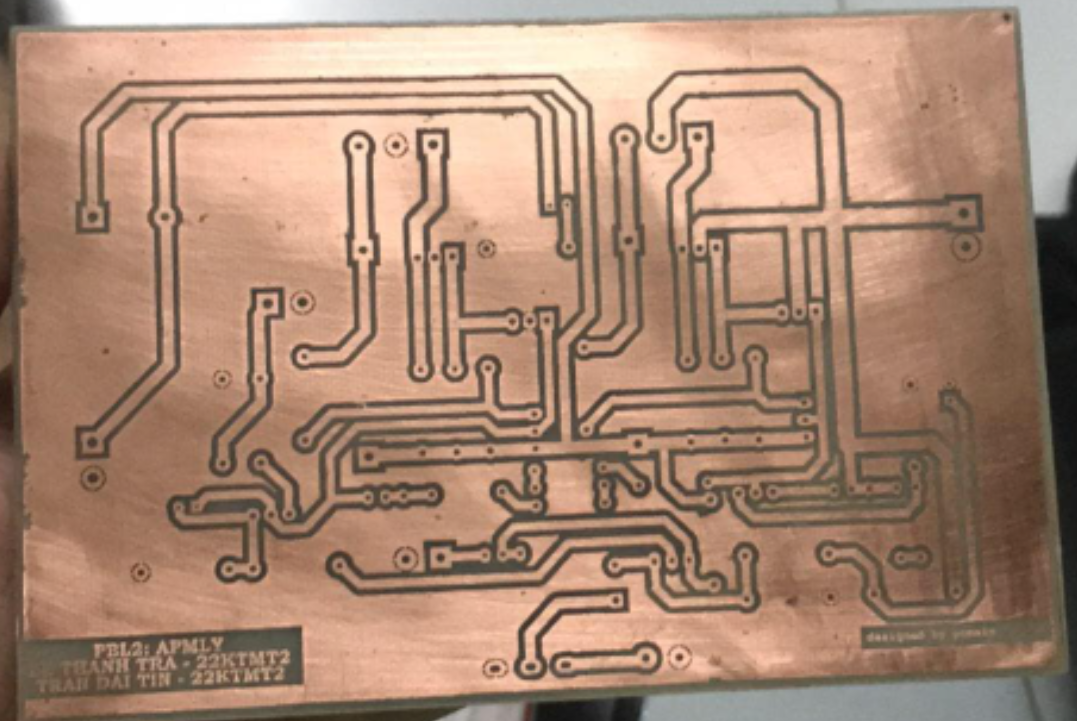 PBL2: APMLY
THANH TRA - 22KTMT2
TRAN DAI TIN - 22KTMT2
designed by